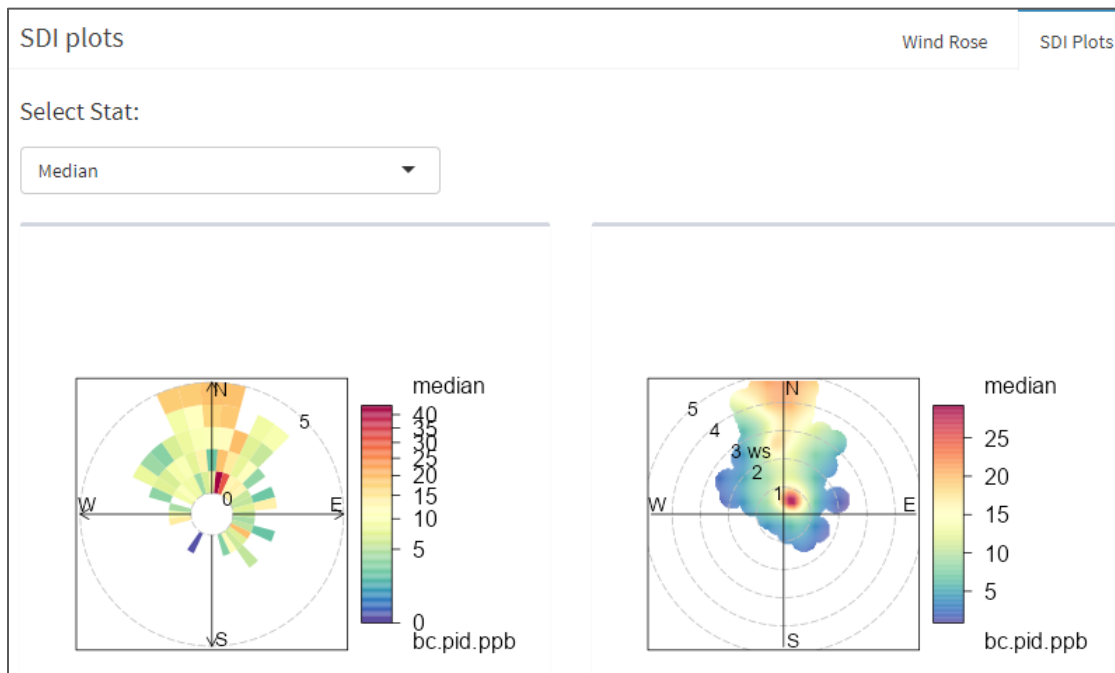 SDI plots
Wind Rose
SDI Plots
Select Stat:
Median
N
5
0
W
E
S
median
40
35
30
25
20
15
10
5
0
bc.pid.ppb
N
5
4
3 ws
2
1
W
E
S
median
25
20
15
10
5
bc.pid.ppb